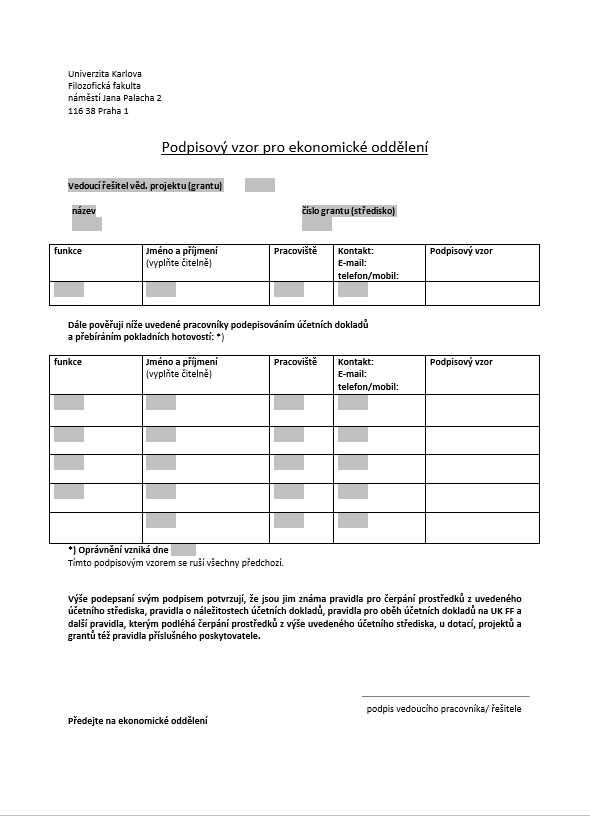 Univerzita Karlova
Filozofická fakulta
náměstí Jana Palacha 2
116 38 Praha 1
Podpisový vzor pro ekonomické oddělení
Vedoucí řešitel věd. projektu (grantu)
název číslo grantu (středisko)
funkce Jméno a příjmení Pracoviště Kontakt: Podpisový vzor
(vyplňte čitelně) E-mail:
telefon/mobil:
Dále pověřuji níže uvedené pracovníky podepisováním účetních dokladů
a přebíráním pokladních hotovostí: *)
funkce Jméno a příjmení Pracoviště Kontakt: Podpisový vzor
(vyplňte čitelně) E-mail:
telefon/mobil:
*) Oprávnění vzniká dne
Tímto podpisovým vzorem se ruší všechny předchozí.
Výše podepsaní svým podpisem potvrzují, že jsou jim známa pravidla pro čerpání prostředků z uvedeného
účetního střediska, pravidla o náležitostech účetních dokladů, pravidla pro oběh účetních dokladů na UK FF a
další pravidla, kterým podléhá čerpání prostředků z výše uvedeného účetního střediska, u dotací, projektů a
grantů též pravidla příslušného poskytovatele.
podpis vedoucího pracovníka/ řešitele
Předejte na ekonomické oddělení